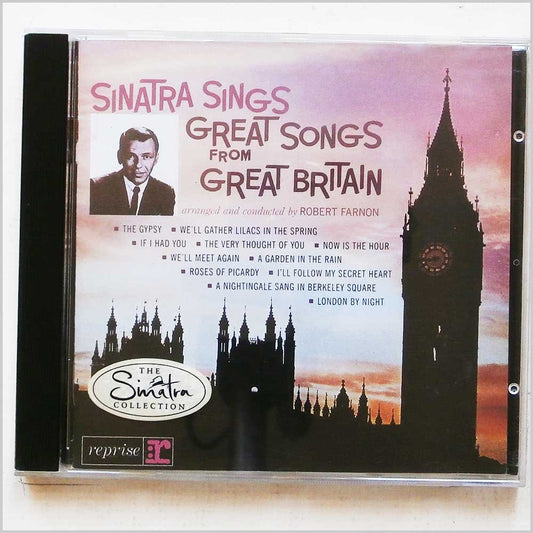 SINATRA SINGS
GREAT SONGS
FROM
GREAT BRITAIN
arranged and conducted by ROBERT FARNON
▪ THE GYPSY ▪ WE'LL GATHER LILACS IN THE SPRING
▪ IF I HAD YOU ▪ THE VERY THOUGHT OF YOU ▪ NOW IS THE HOUR
▪ WE'LL MEET AGAIN ▪ A GARDEN IN THE RAIN
▪ ROSES OF PICARDY ▪ I'LL FOLLOW MY SECRET HEART
▪ A NIGHTINGALE SANG IN BERKELEY SQUARE
▪ LONDON BY NIGHT
THE
Sinatra
COLLECTION
reprise r